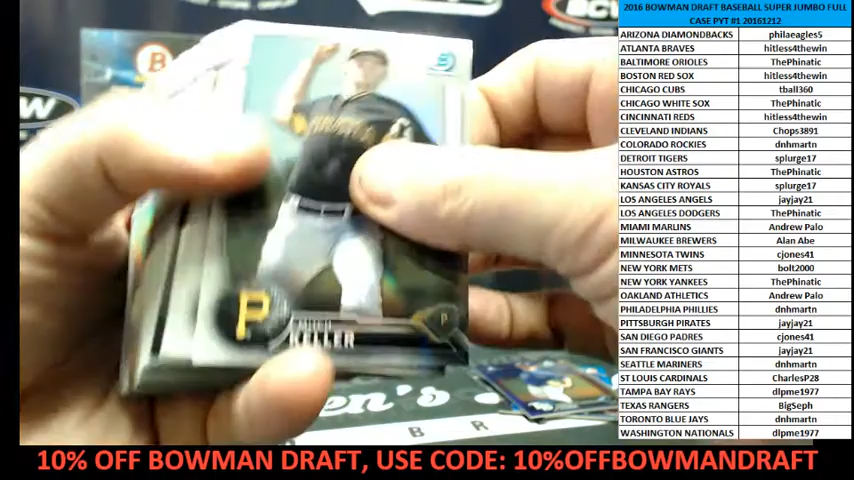 2016 BOWMAN DRAFT BASEBALL SUPER JUMBO FULL
CASE PYT #1 20161212
ARIZONA DIAMONDBACKS philaeagles5
ATLANTA BRAVES hitless4thewin
BALTIMORE ORIOLES ThePhinatic
BOSTON RED SOX hitless4thewin
CHICAGO CUBS tball360
CHICAGO WHITE SOX ThePhinatic
CINCINNATI REDS hitless4thewin
CLEVELAND INDIANS Chops3891
COLORADO ROCKIES dnhmartn
DETROIT TIGERS splurge17
HOUSTON ASTROS ThePhinatic
KANSAS CITY ROYALS splurge17
LOS ANGELES ANGELS jayjay21
LOS ANGELES DODGERS ThePhinatic
MIAMI MARLINS Andrew Palo
MILWAUKEE BREWERS Alan Abe
MINNESOTA TWINS cjones41
NEW YORK METS bolt2000
NEW YORK YANKEES ThePhinatic
OAKLAND ATHLETICS Andrew Palo
PHILADELPHIA PHILLIES dnhmartn
PITTSBURGH PIRATES jayjay21
SAN DIEGO PADRES cjones41
SAN FRANCISCO GIANTS jayjay21
SEATTLE MARINERS dnhmartn
ST LOUIS CARDINALS CharlesP28
TAMPA BAY RAYS dlpme1977
TEXAS RANGERS BigSeph
TORONTO BLUE JAYS dnhmartn
WASHINGTON NATIONALS dlpme1977
B
P
KELLER
B R
10% OFF BOWMAN DRAFT, USE CODE: 10%OFFBOWMANDRAFT